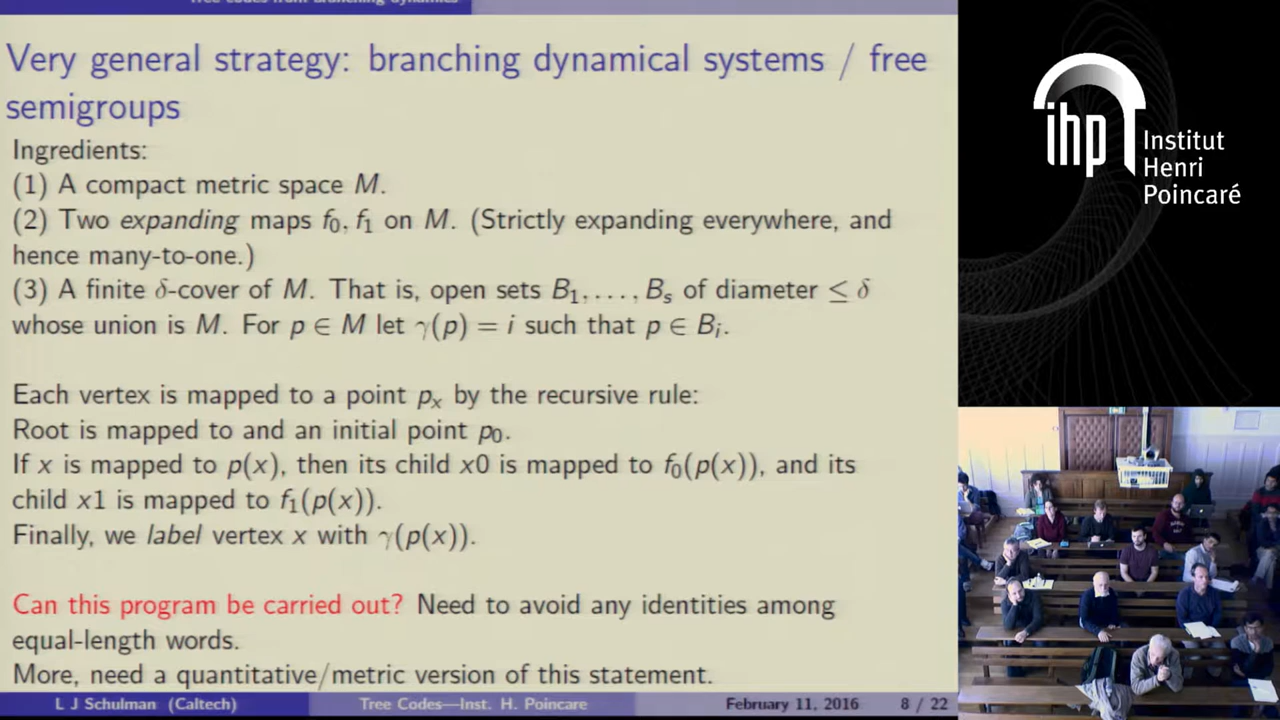 Tree codes from branching dynamics
Very general strategy: branching dynamical systems / free
semigroups
Ingredients:
(1) A compact metric space M.
(2) Two expanding maps f₀, f₁ on M. (Strictly expanding everywhere, and
hence many-to-one.)
(3) A finite δ-cover of M. That is, open sets B₁, . . . , Bₛ of diameter ≤ δ
whose union is M. For p ∈ M let γ(p) = i such that p ∈ Bᵢ.
Each vertex is mapped to a point pₓ by the recursive rule:
Root is mapped to and an initial point p₀.
If x is mapped to p(x), then its child x0 is mapped to f₀(p(x)), and its
child x1 is mapped to f₁(p(x)).
Finally, we label vertex x with γ(p(x)).
Can this program be carried out? Need to avoid any identities among
equal-length words.
More, need a quantitative/metric version of this statement.
L J Schulman (Caltech) Tree Codes—Inst. H. Poincare February 11, 2016 8 / 22
ihp Institut
Henri
Poincaré